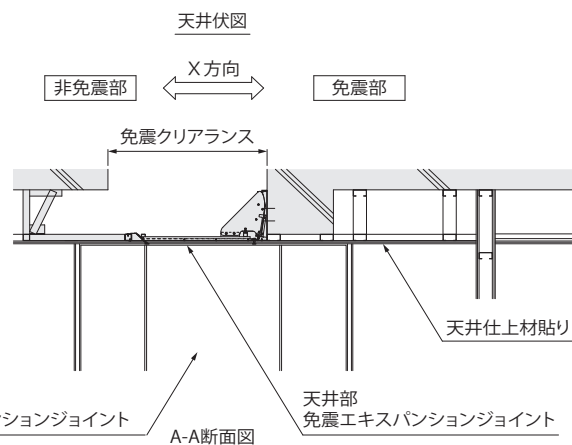 天井伏図
X方向
非免震部
免震部
免震クリアランス
天井仕上材貼り
ションジョイント
A-A断面図
天井部
免震エキスパンションジョイント